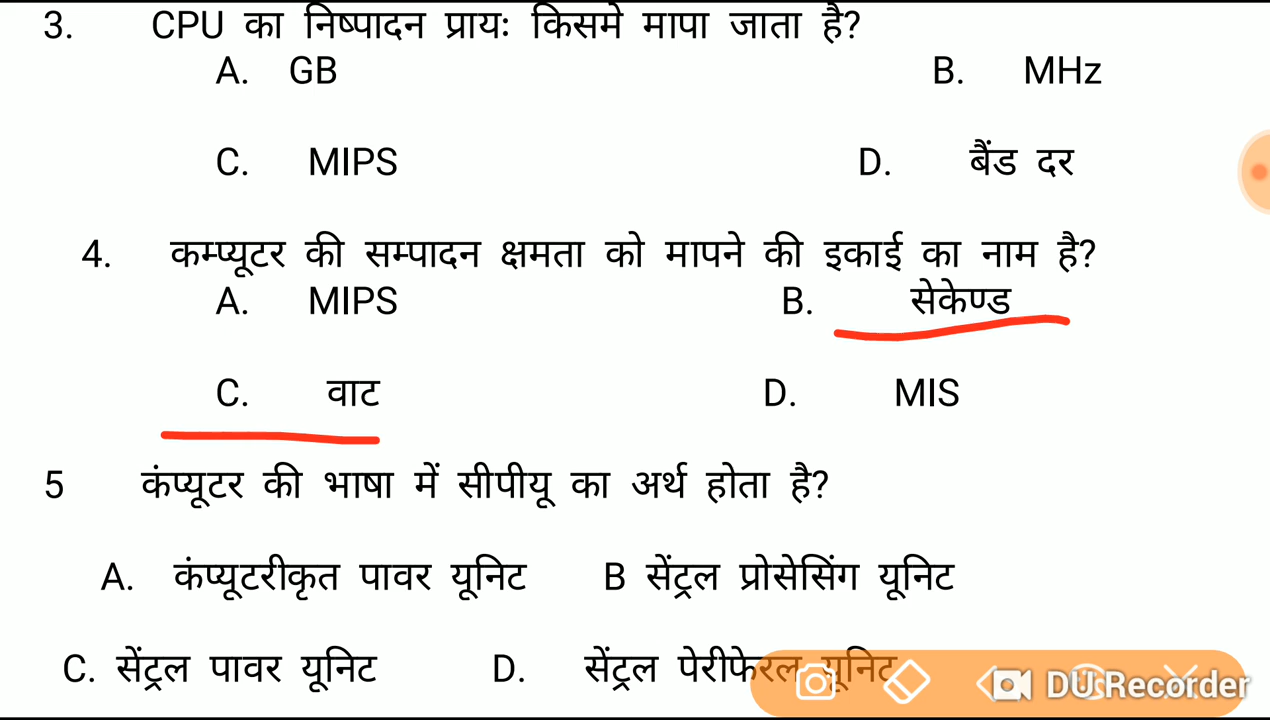 3. CPU का निष्पादन प्रायः किसमे मापा जाता है?
A. GB B. MHz
C. MIPS D. बैंड दर
4. कम्प्यूटर की सम्पादन क्षमता को मापने की इकाई का नाम है?
A. MIPS B. सेकेण्ड
C. वाट D. MIS
5 कंप्यूटर की भाषा में सीपीयू का अर्थ होता है?
A. कंप्यूटरीकृत पावर यूनिट B सेंट्रल प्रोसेसिंग यूनिट
C. सेंट्रल पावर यूनिट D. सेंट्रल पेरीफेरल यूनिट
DU Recorder